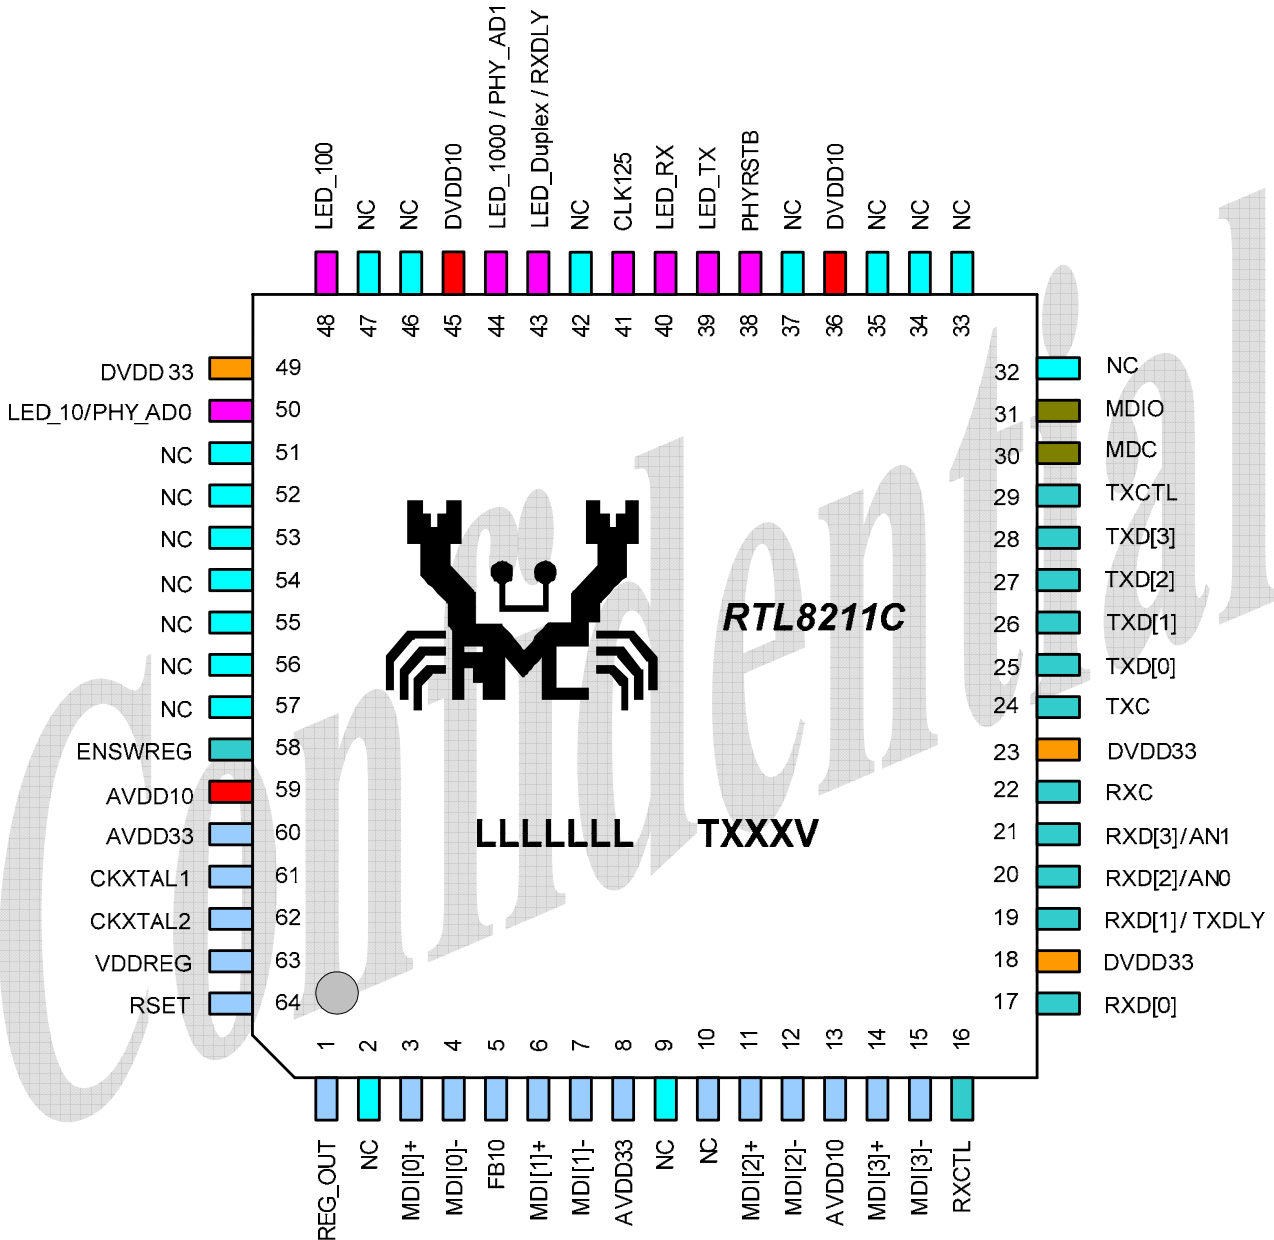 LED_100
NC
NC
DVDD10
LED_1000 / PHY_AD1
LED_Duplex / RXDLY
NC
CLK125
LED_RX
LED_TX
PHYRSTB
NC
DVDD10
NC
NC
NC
48 47 46 45 44 43 42 41 40 39 38 37 36 35 34 33
DVDD33 49
LED_10/PHY_AD0 50
NC 51
NC 52
NC 53
NC 54
NC 55
NC 56
NC 57
ENSWREG 58
AVDD10 59
AVDD33 60
CKXTAL1 61
CKXTAL2 62
VDDREG 63
RSET 64
32 NC
31 MDIO
30 MDC
29 TXCTL
28 TXD[3]
27 TXD[2]
26 TXD[1]
25 TXD[0]
24 TXC
23 DVDD33
22 RXC
21 RXD[3]/AN1
20 RXD[2]/AN0
19 RXD[1]/TXDLY
18 DVDD33
17 RXD[0]
RTL8211C
LLLLLLL TXXXV
1 2 3 4 5 6 7 8 9 10 11 12 13 14 15 16
REG_OUT
NC
MDI[0]+
MDI[0]-
FB10
MDI[1]+
MDI[1]-
AVDD33
NC
NC
MDI[2]+
MDI[2]-
AVDD10
MDI[3]+
MDI[3]-
RXCTL
Confidential